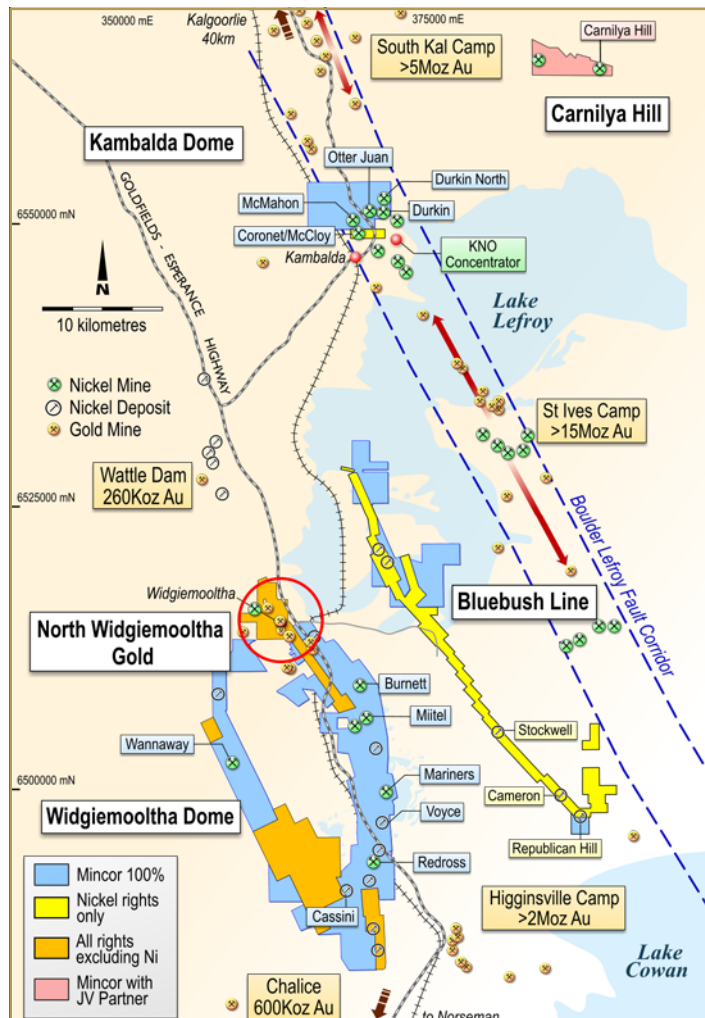 350000 mE
375000 mE
Kalgoorlie
40km
South Kal Camp
>5Moz Au
Carnilya Hill
Carnilya Hill
Kambalda Dome
Otter Juan
Durkin North
McMahon
Durkin
6550000 mN
Coronet/McCloy
KNO
Concentrator
Kambalda
GOLDFIELDS - ESPERANCE
HIGHWAY
N
10 kilometres
Lake
Lefroy
Nickel Mine
Nickel Deposit
Gold Mine
St Ives Camp
>15Moz Au
Wattle Dam
260Koz Au
6525000 mN
Boulder Lefroy Fault Corridor
Widgiemooltha
Bluebush Line
North Widgiemooltha
Gold
Burnett
Miitel
Stockwell
Wannaway
6500000 mN
Mariners
Cameron
Widgiemooltha Dome
Voyce
Republican Hill
Redross
Mincor 100%
Nickel rights
only
Cassini
Higginsville Camp
>2Moz Au
All rights
excluding Ni
Lake
Cowan
Mincor with
JV Partner
Chalice
600Koz Au
to Norseman